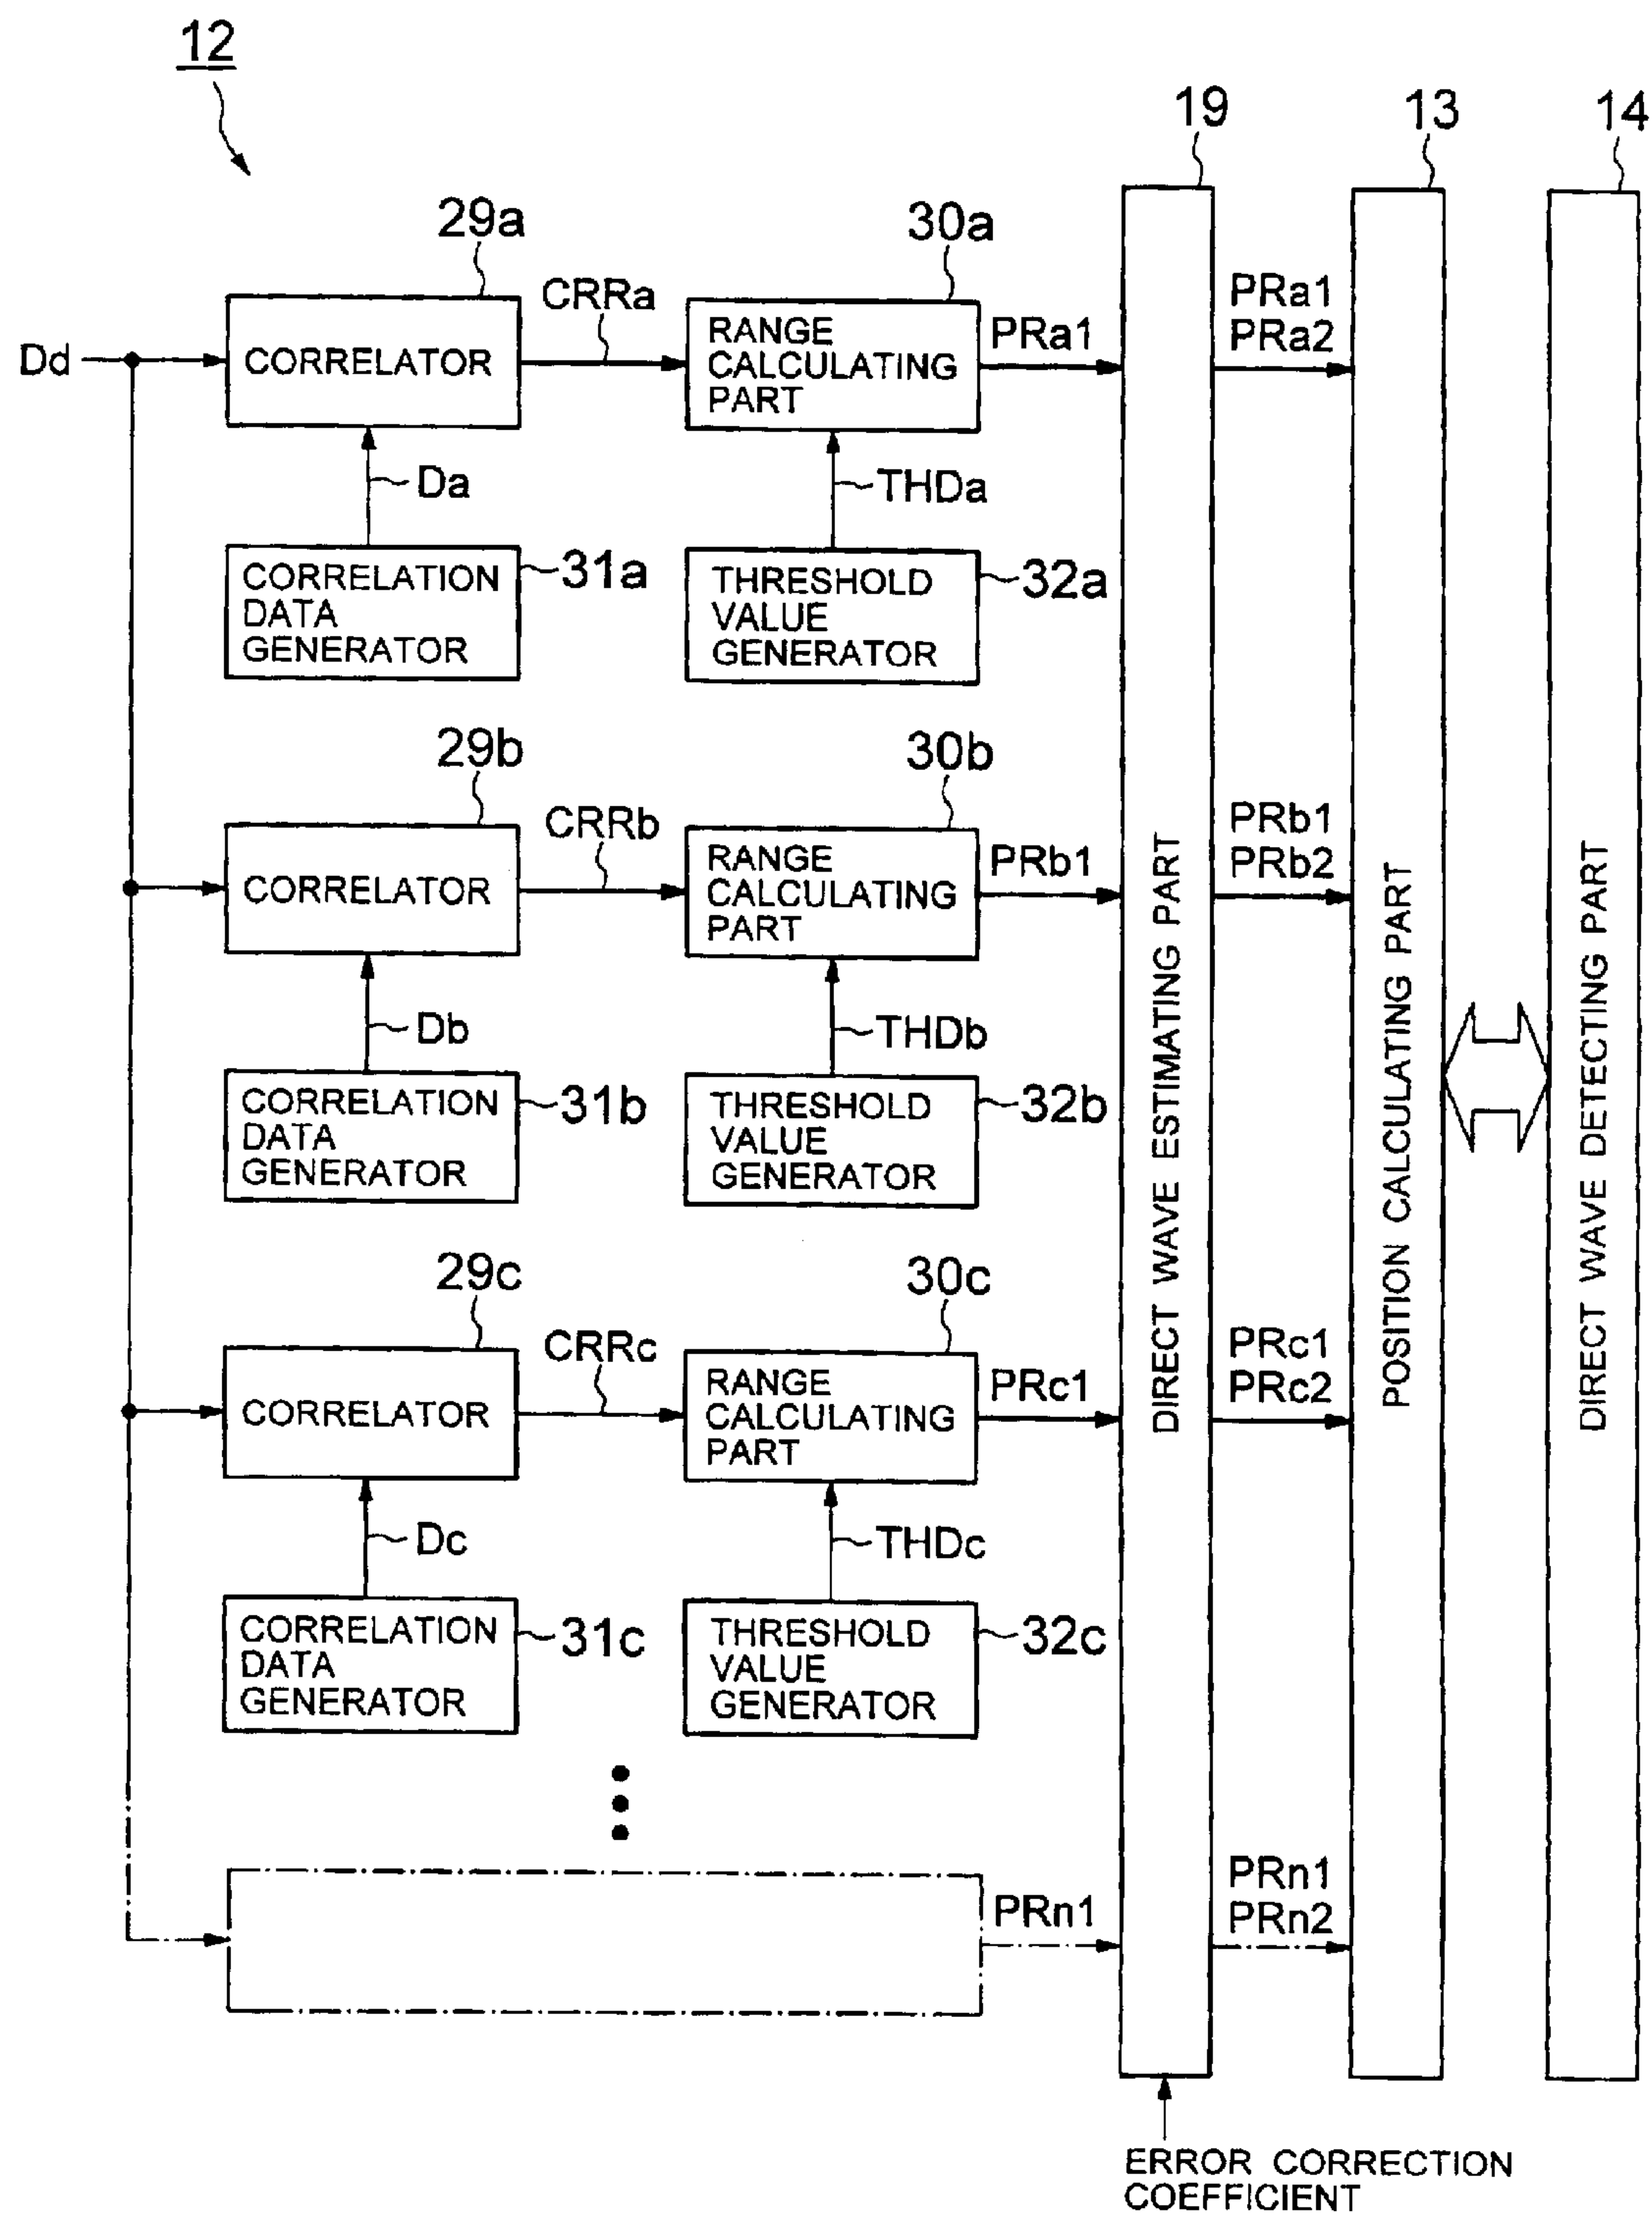 12
19
13
14
29a
CRRa
30a
Dd
CORRELATOR
RANGE
CALCULATING
PART
PRa1
PRa1
PRa2
Da
THDa
CORRELATION
DATA
GENERATOR
31a
THRESHOLD
VALUE
GENERATOR
32a
29b
CRRb
30b
CORRELATOR
RANGE
CALCULATING
PART
PRb1
PRb1
PRb2
Db
THDb
CORRELATION
DATA
GENERATOR
31b
THRESHOLD
VALUE
GENERATOR
32b
DIRECT WAVE ESTIMATING PART
POSITION CALCULATING PART
DIRECT WAVE DETECTING PART
29c
CRRc
30c
CORRELATOR
RANGE
CALCULATING
PART
PRc1
PRc1
PRc2
Dc
THDc
CORRELATION
DATA
GENERATOR
31c
THRESHOLD
VALUE
GENERATOR
32c
PRn1
PRn1
PRn2
ERROR CORRECTION
COEFFICIENT